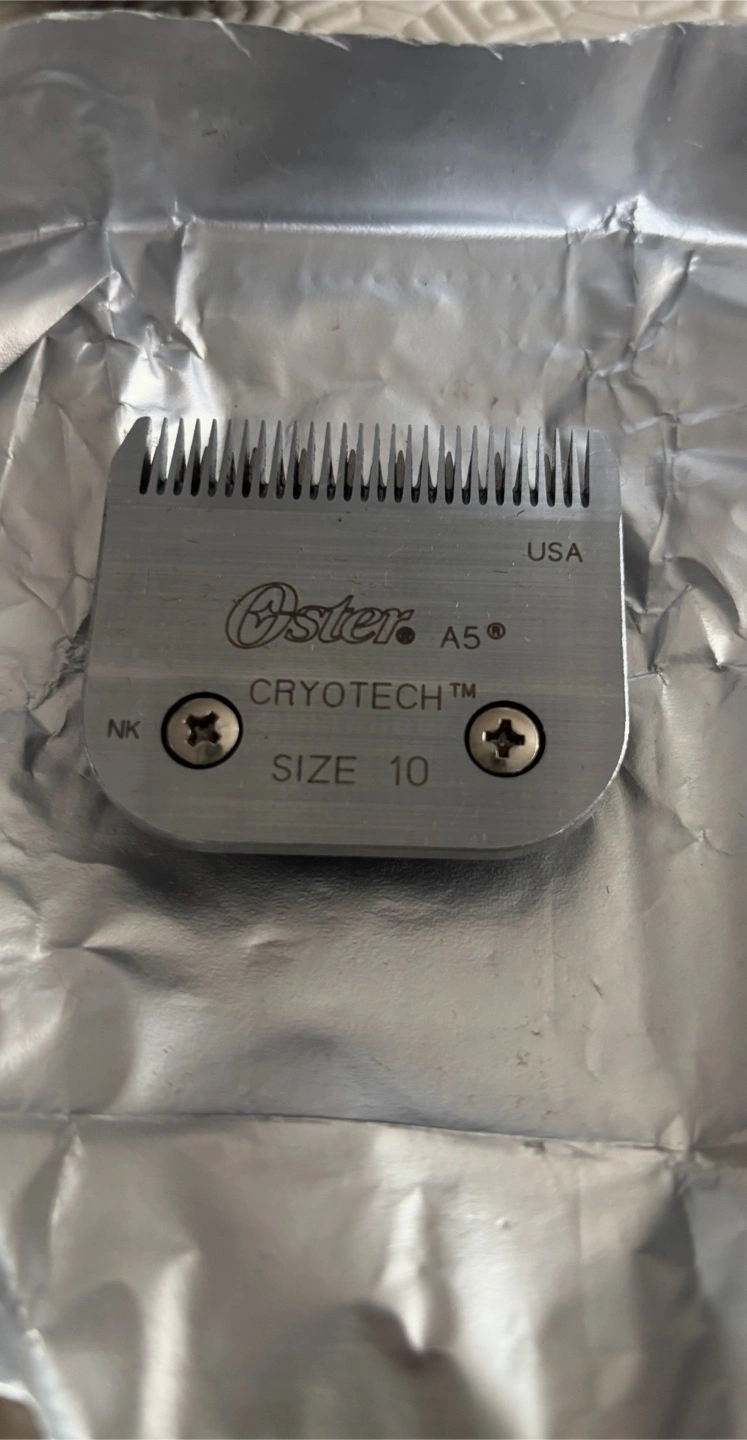 USA
Oster® A5®
CRYOTECH™
NK
SIZE 10